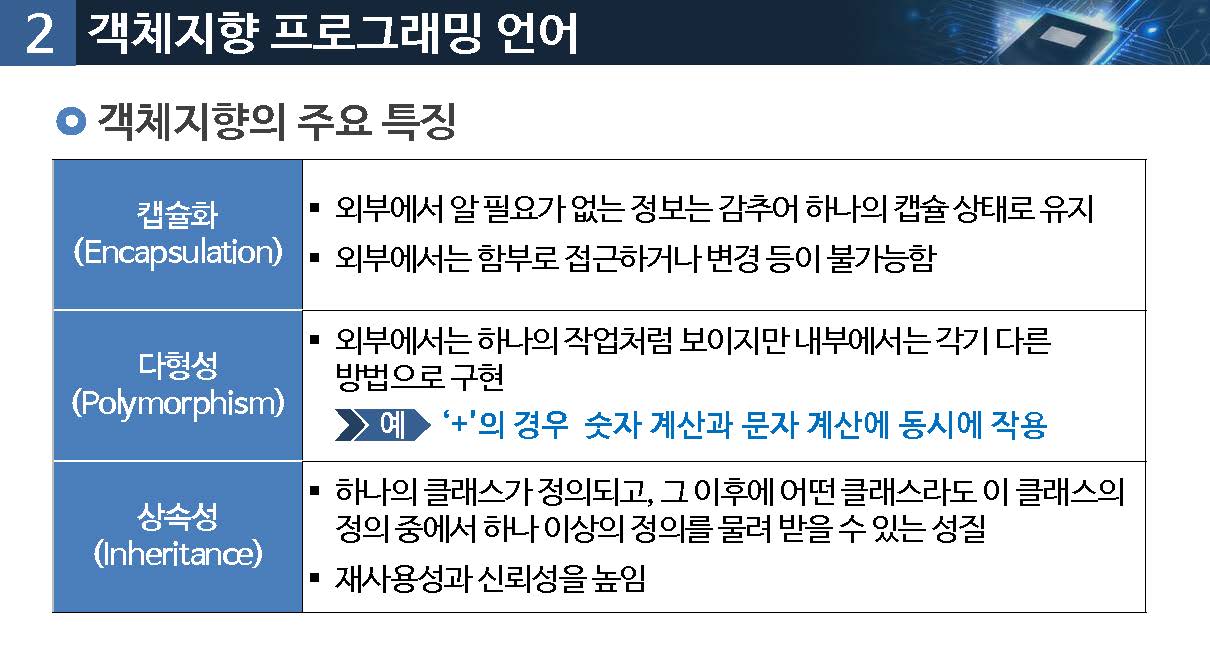 2 객체지향 프로그래밍 언어
객체지향의 주요 특징
캡슐화
(Encapsulation)
▪ 외부에서 알 필요가 없는 정보는 감추어 하나의 캡슐 상태로 유지
▪ 외부에서는 함부로 접근하거나 변경 등이 불가능함
다형성
(Polymorphism)
▪ 외부에서는 하나의 작업처럼 보이지만 내부에서는 각기 다른
방법으로 구현
예 ‘+'의 경우 숫자 계산과 문자 계산에 동시에 작용
상속성
(Inheritance)
▪ 하나의 클래스가 정의되고, 그 이후에 어떤 클래스라도 이 클래스의
정의 중에서 하나 이상의 정의를 물려 받을 수 있는 성질
▪ 재사용성과 신뢰성을 높임